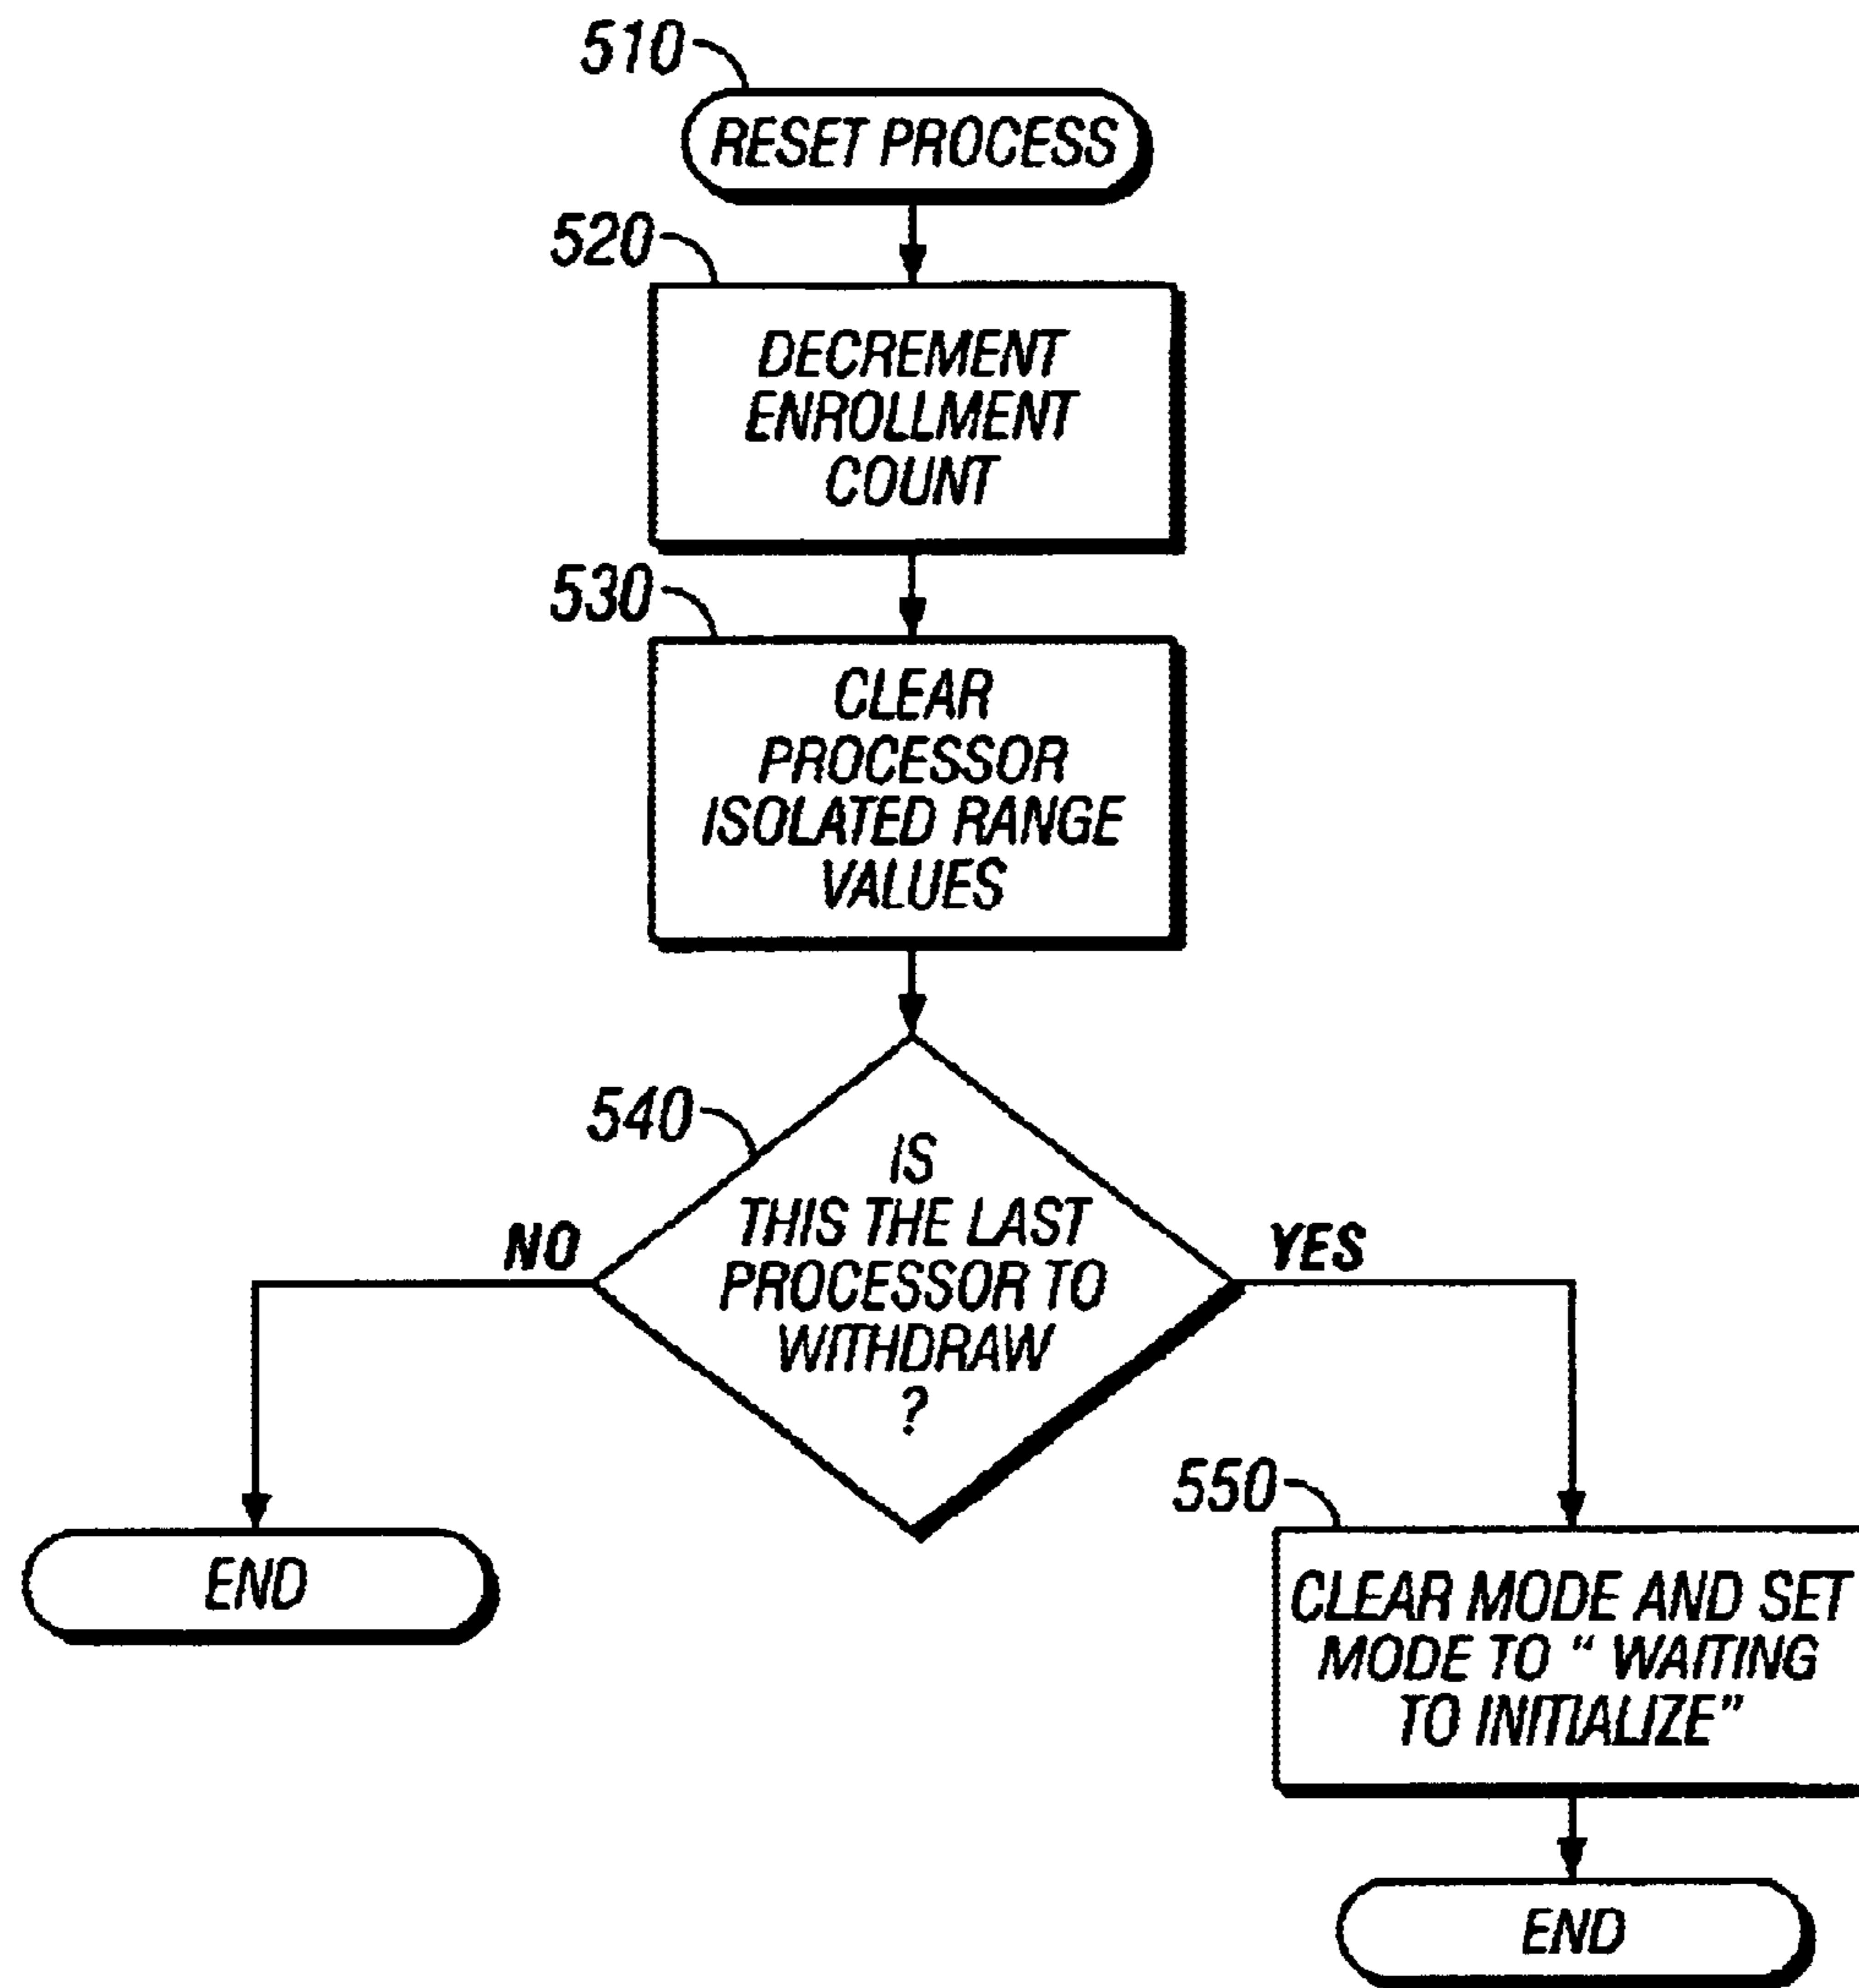 510
RESET PROCESS
520
DECREMENT
ENROLLMENT
COUNT
530
CLEAR
PROCESSOR
ISOLATED RANGE
VALUES
540
IS
THIS THE LAST
PROCESSOR TO
WITHDRAW
?
NO
YES
END
550
CLEAR MODE AND SET
MODE TO “ WAITING
TO INITIALIZE”
END